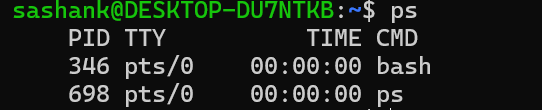 sashank@DESKTOP-DU7NTKB:~$ ps
    PID TTY          TIME CMD
    346 pts/0    00:00:00 bash
    698 pts/0    00:00:00 ps